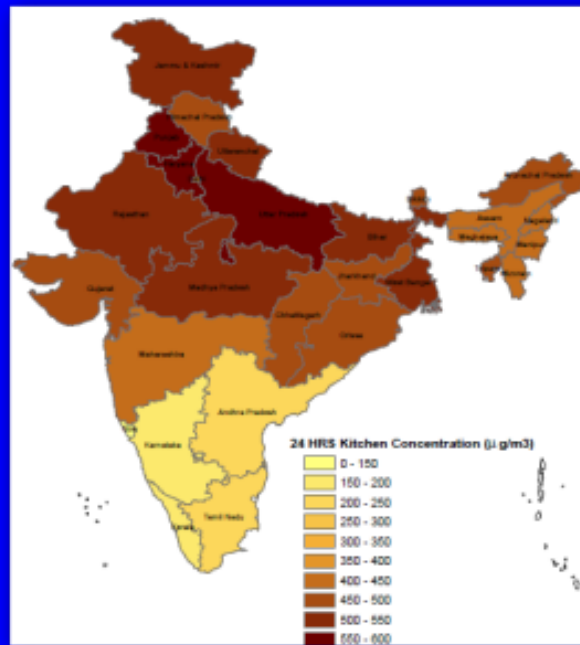 Jammu & Kashmir
Himachal Pradesh
Uttaranchal
Rajasthan
Uttar Pradesh
Bihar
Arunachal Pradesh
Assam
Nagaland
Meghalaya
Manipur
Mizoram
Jharkhand
West Bengal
Gujarat
Madhya Pradesh
Chhattisgarh
Orissa
Maharashtra
Andhra Pradesh
Karnataka
Tamil Nadu
Kerala
24 HRS Kitchen Concentration (µ g/m3)
0 - 150
150 - 200
200 - 250
250 - 300
300 - 350
350 - 400
400 - 450
450 - 500
500 - 550
550 - 600